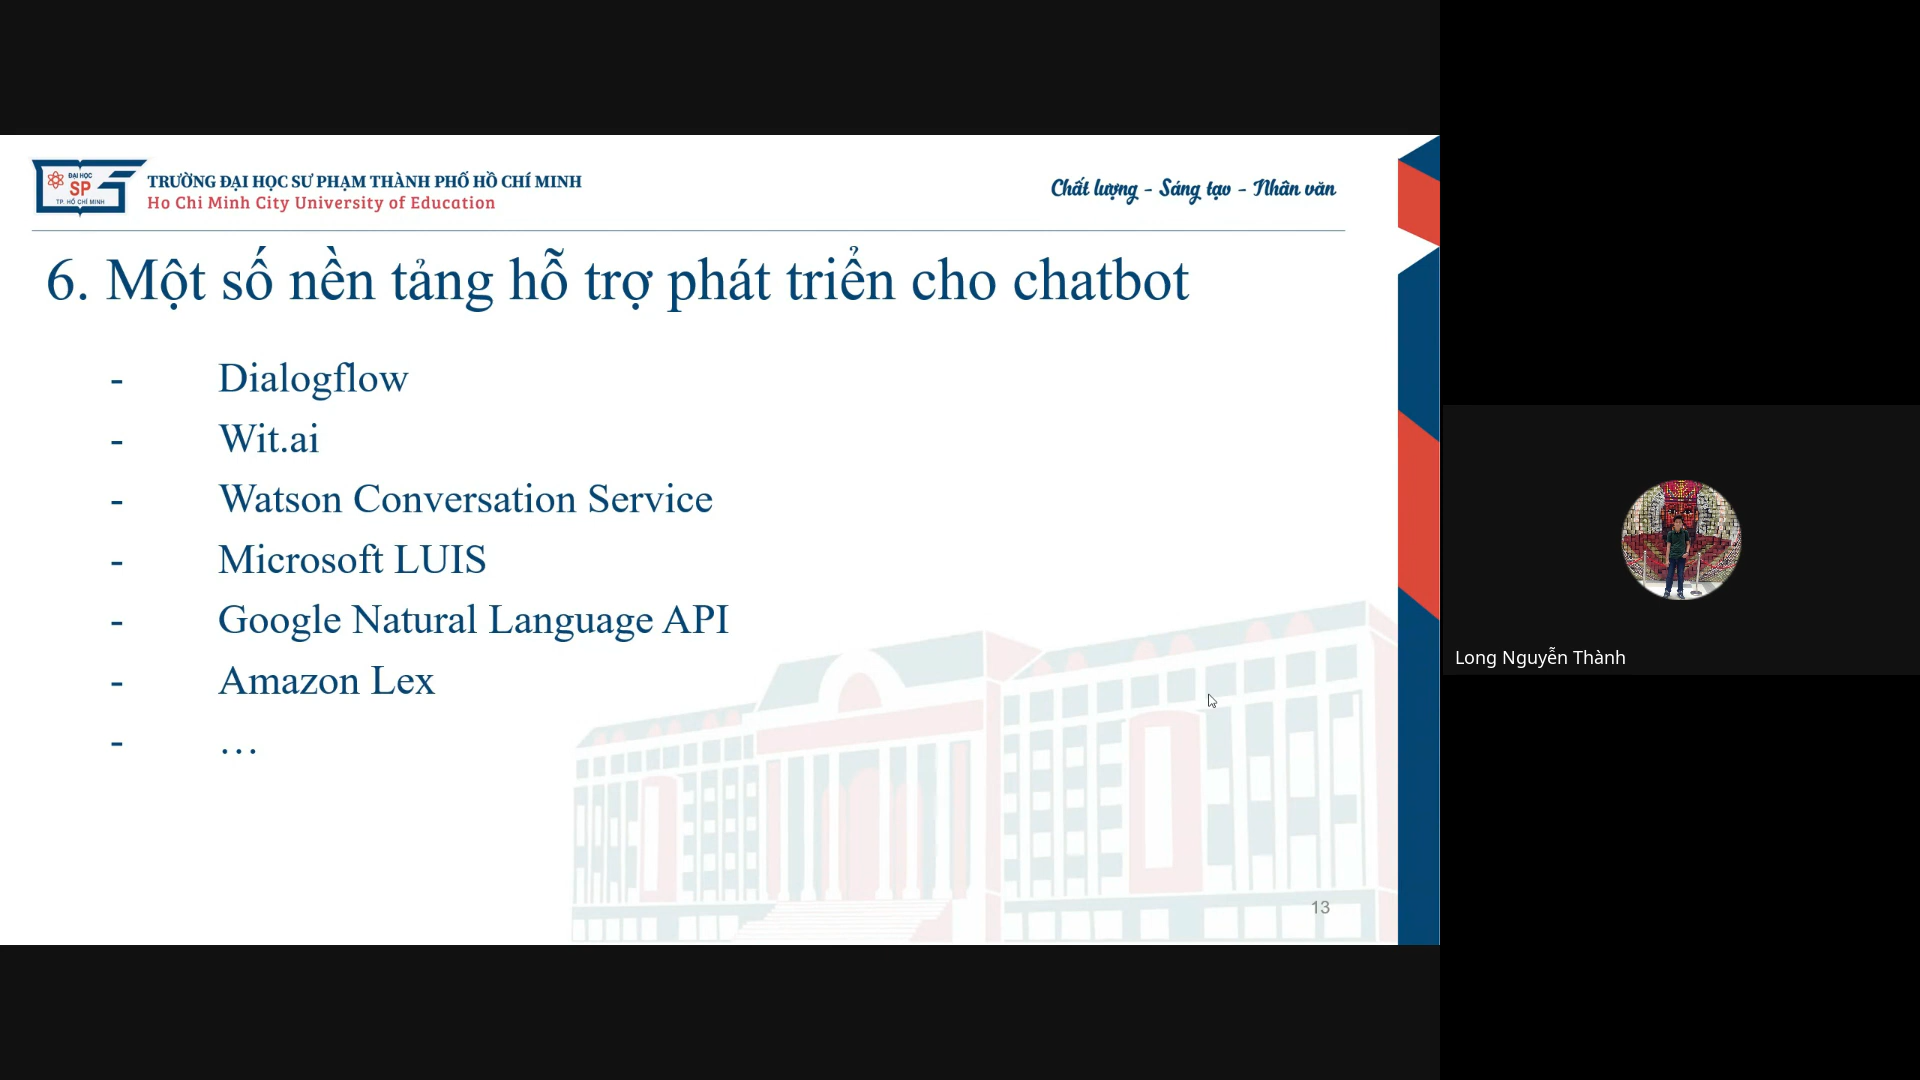 ĐẠI HỌC
SP
TP. HỒ CHÍ MINH
TRƯỜNG ĐẠI HỌC SƯ PHẠM THÀNH PHỐ HỒ CHÍ MINH
Ho Chi Minh City University of Education
Chất lượng - Sáng tạo - Nhân văn
6. Một số nền tảng hỗ trợ phát triển cho chatbot
- Dialogflow
- Wit.ai
- Watson Conversation Service
- Microsoft LUIS
- Google Natural Language API
- Amazon Lex
- …
13
Long Nguyễn Thành